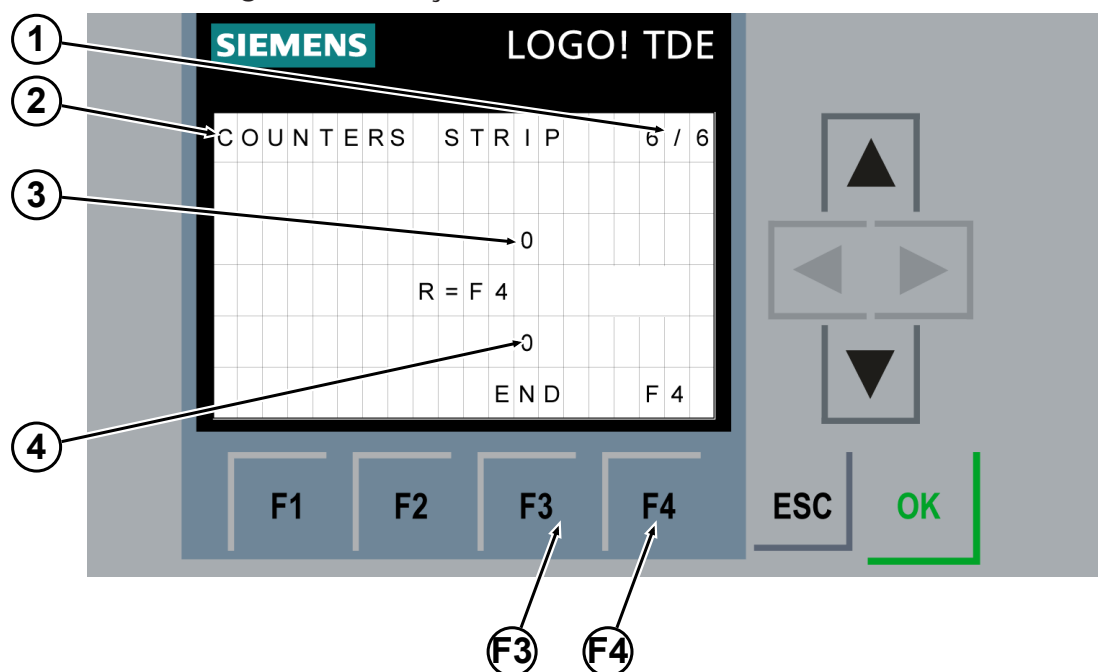 SIEMENS LOGO! TDE
1
2
COUNTERS STRIP 6/6
3
0
R=F4
0
END F4
4
F1 F2 F3 F4 ESC OK
F3 F4